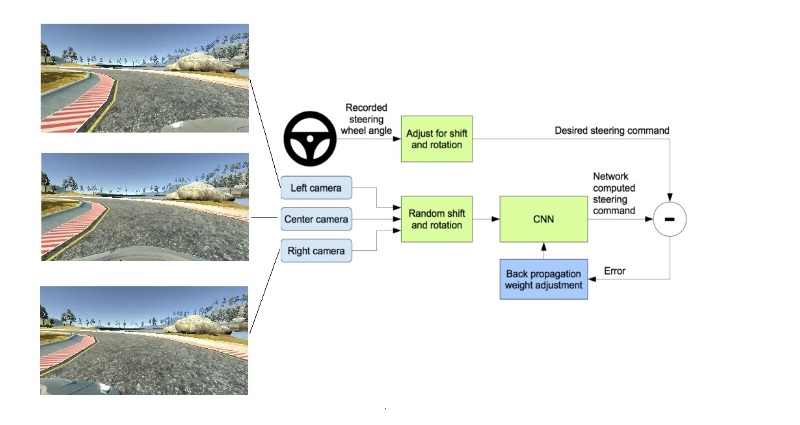 Recorded
steering
wheel angle
Adjust for shift
and rotation
Desired steering command
Left camera
Center camera
Right camera
Random shift
and rotation
CNN
Network
computed
steering
command
-
Back propagation
weight adjustment
Error